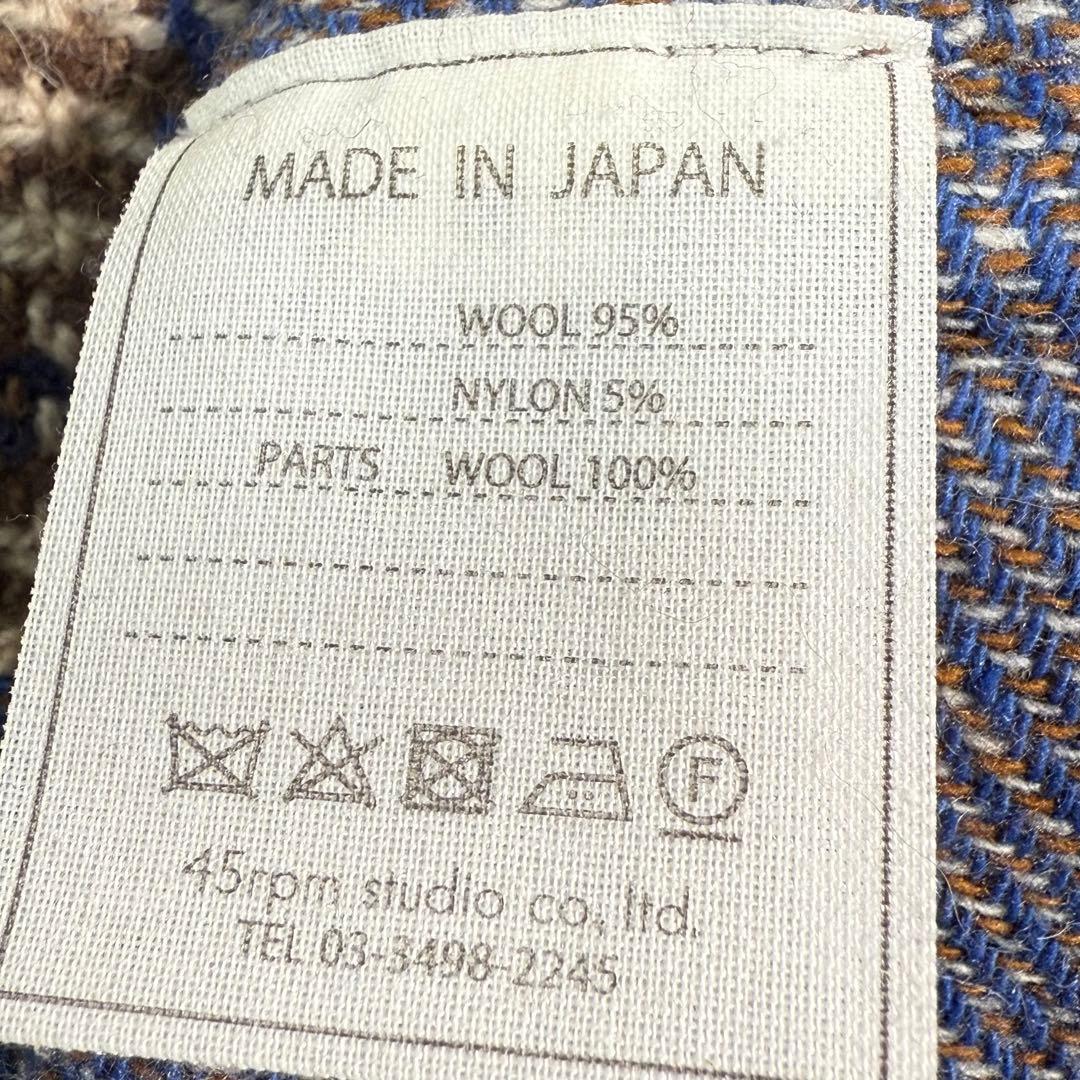 MADE IN JAPAN
WOOL 95%
NYLON 5%
PARTS WOOL 100%
F
45rpm studio co., ltd.
TEL 03-3498-2245